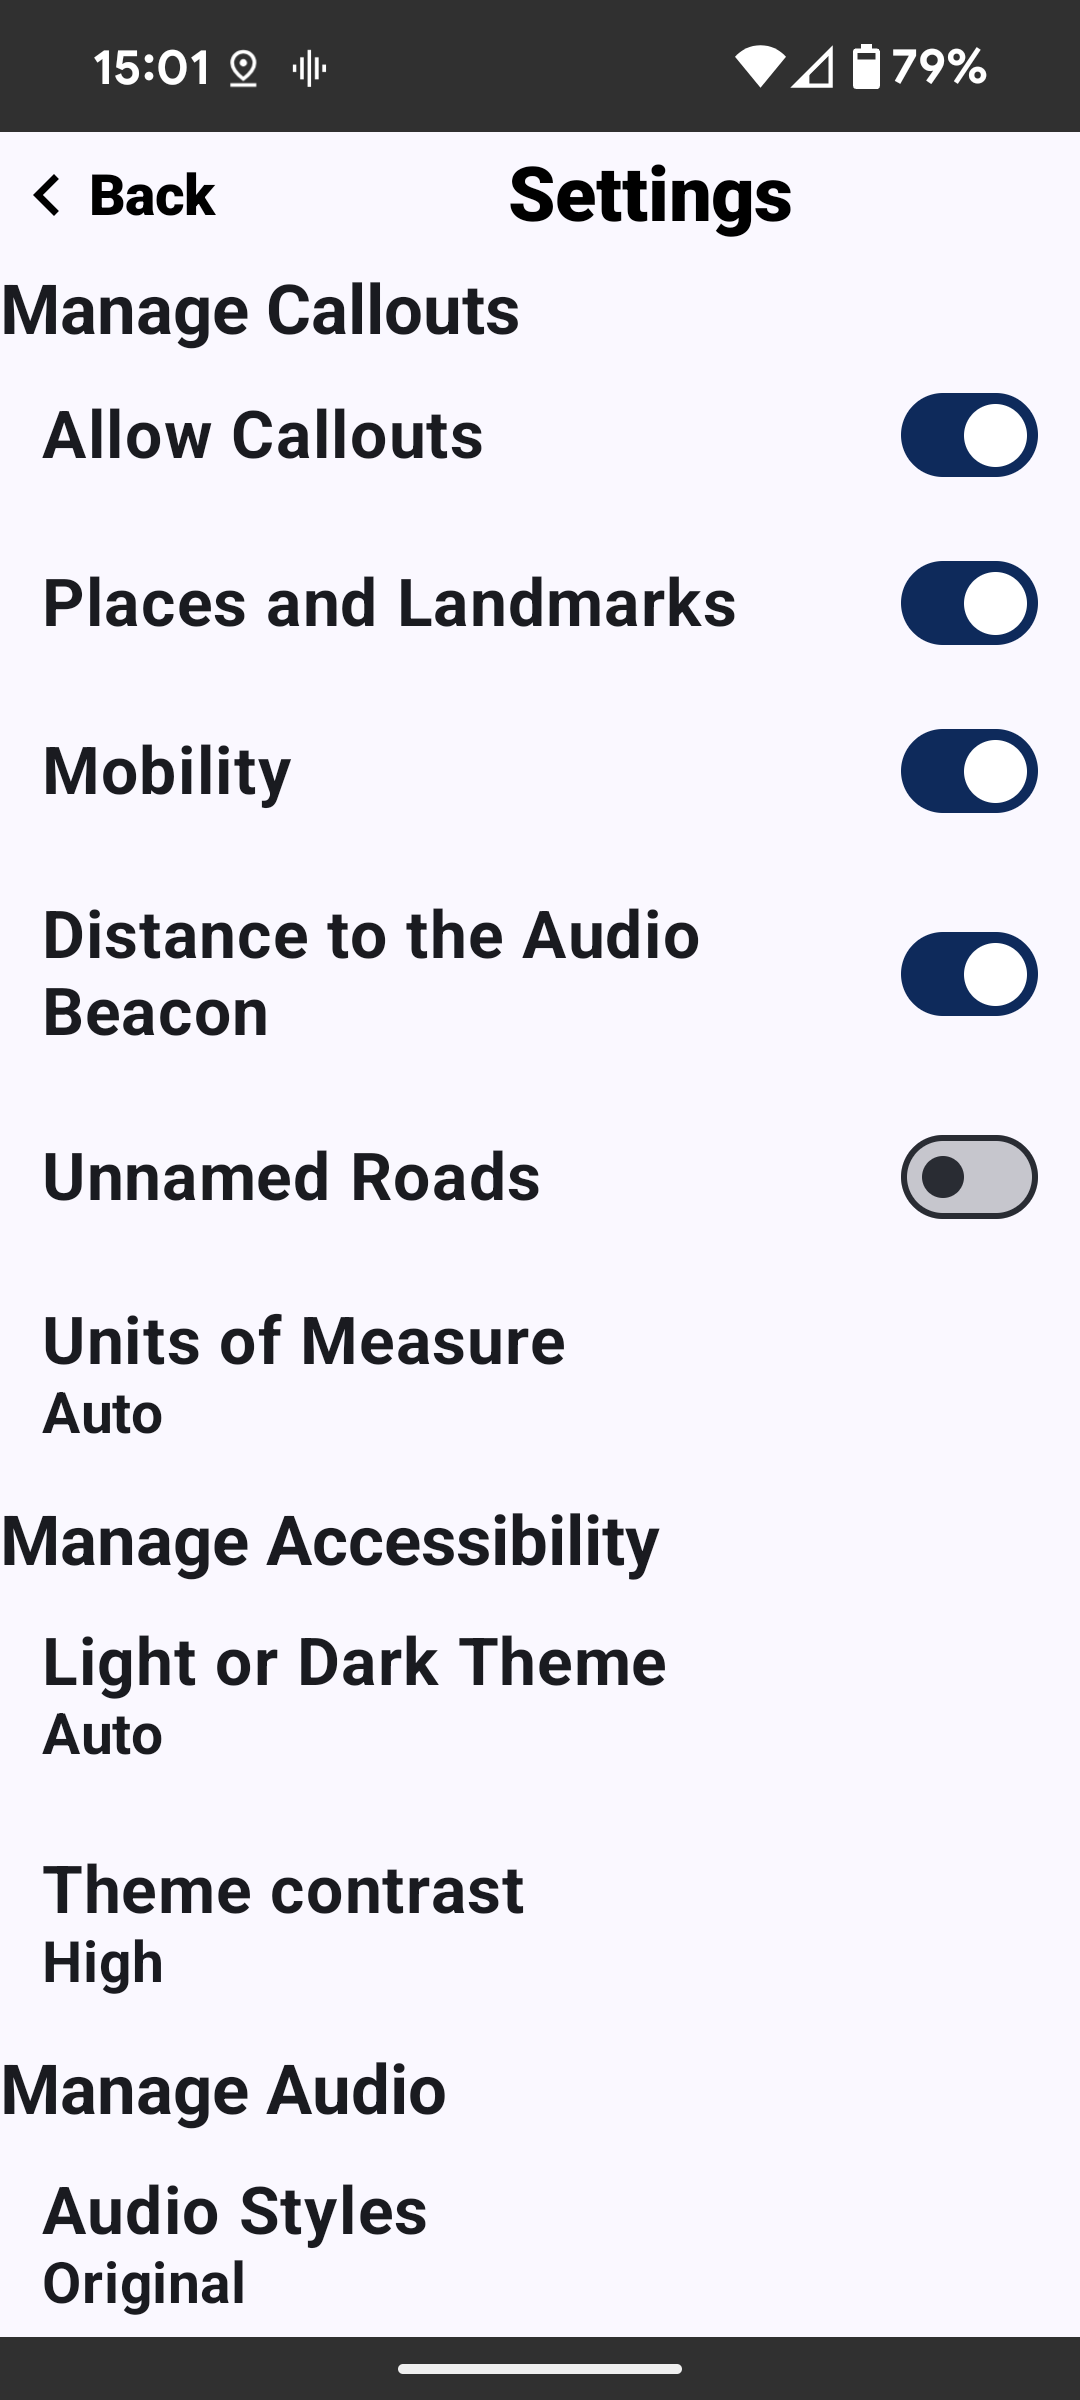 15:01
79%
Back
Settings
Manage Callouts
Allow Callouts
Places and Landmarks
Mobility
Distance to the Audio
Beacon
Unnamed Roads
Units of Measure
Auto
Manage Accessibility
Light or Dark Theme
Auto
Theme contrast
High
Manage Audio
Audio Styles
Original